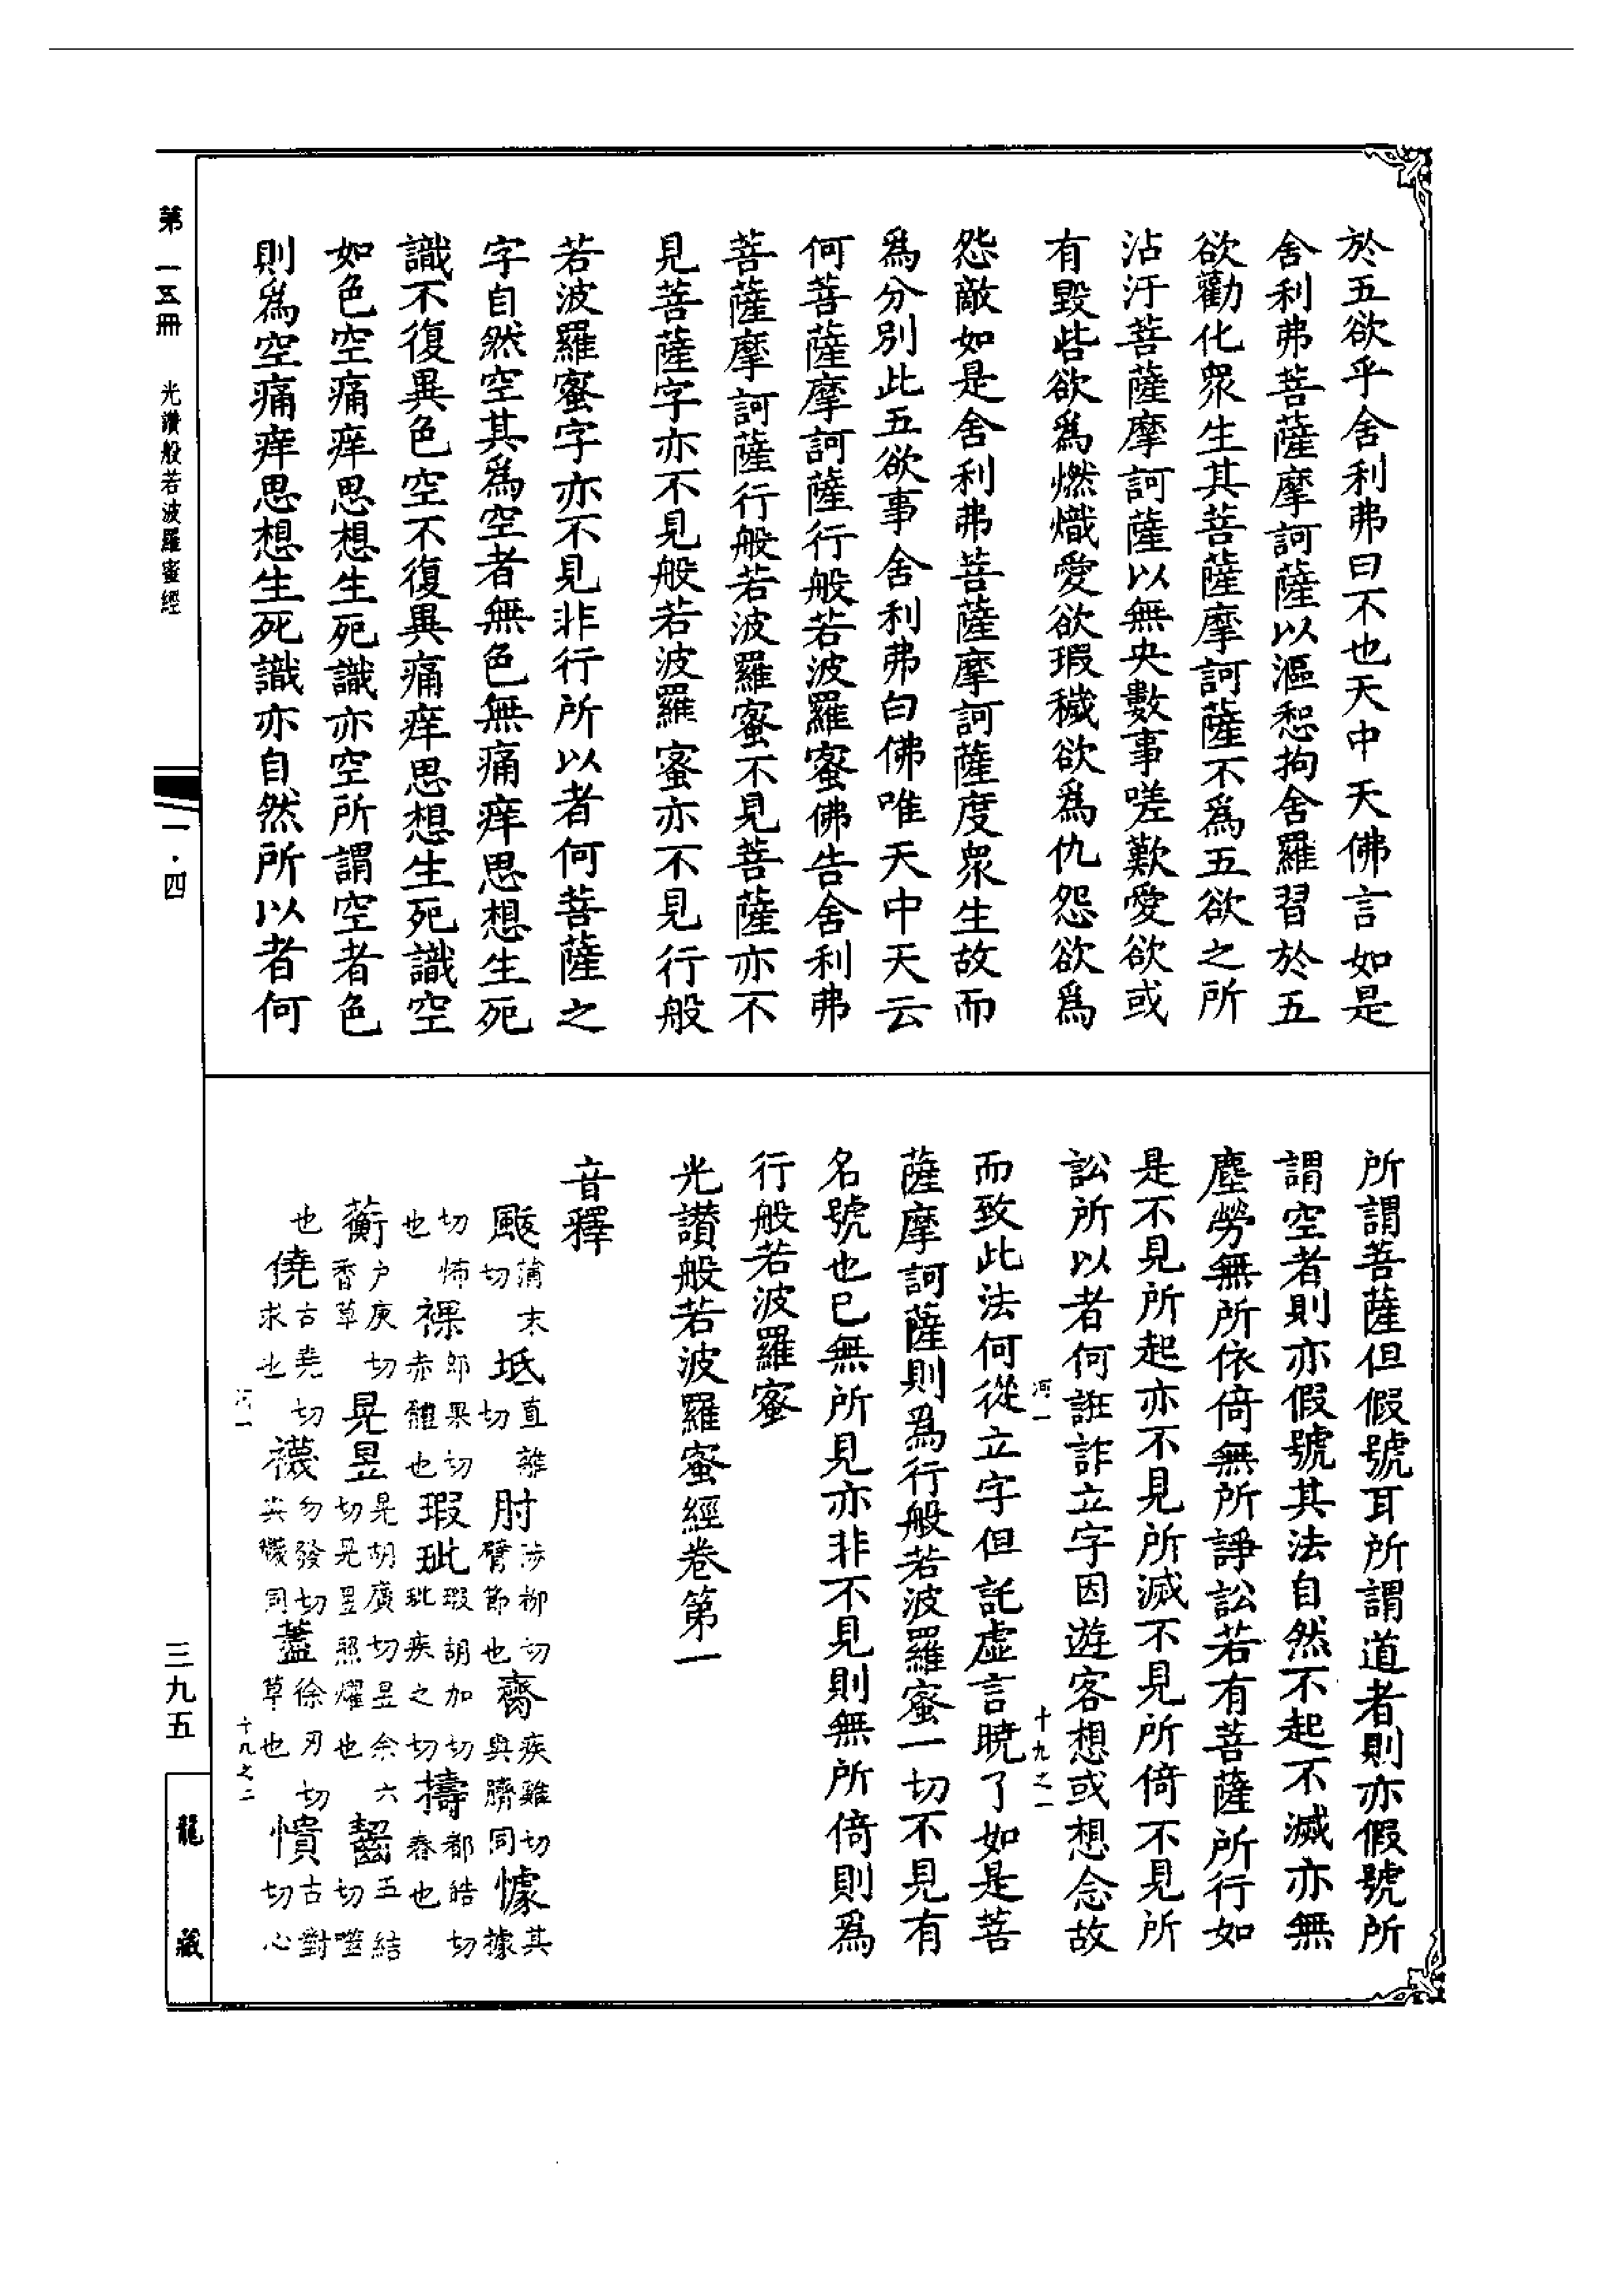 於五欲乎舍利弗曰不也天中天佛言如是
舍利弗菩薩摩訶薩以漚惒拘舍羅習於五
欲勸化衆生其菩薩摩訶薩不爲五欲之所
沾汙菩薩摩訶薩以無央數事嗟歎愛欲或
有毀呰欲爲燃熾愛欲瑕穢欲爲仇怨欲爲
怨敵如是舍利弗菩薩摩訶薩度衆生故而
爲分別此五欲事舍利弗白佛唯天中天云
何菩薩摩訶薩行般若波羅蜜佛告舍利弗
菩薩摩訶薩行般若波羅蜜不見菩薩亦不
見菩薩字亦不見般若波羅蜜亦不見行般
若波羅蜜字亦不見非行所以者何菩薩之
字自然空其爲空者無色無痛痒思想生死
識不復異色空不復異痛痒思想生死識空
如色空痛痒思想生死識亦空所謂空者色
則爲空痛痒思想生死識亦自然所以者何
所謂菩薩但假號耳所謂道者則亦假號所
謂空者則亦假號其法自然不起不滅亦無
塵勞無所依倚無所諍訟若有菩薩所行如
是不見所起亦不見所滅不見所倚不見所
訟所以者何誑詐立字因遊客想或想念故
河一 十九之一
而致此法何從立字但託虛言曉了如是菩
薩摩訶薩則爲行般若波羅蜜一切不見有
名號也已無所見亦非不見則無所倚則爲
行般若波羅蜜
光讚般若波羅蜜經卷第一
音釋
颰蒲末切坻直離切肘陟柳切臂節也齊疾雞切與臍同懅其據
切怖也裸郎果切赤體也瑕玼瑕胡加切玼疾之切擣都皓切舂也
蘅戶庚切香草晃昱晃胡廣切昱余六切晃昱照耀也齧五結切噬
也僥古堯切求也襪勿發切與韈同藎徐刃切草也憒古對切心
河一 十九之二
第一五冊 光讚般若波羅蜜經
一·四
三九五
龍藏